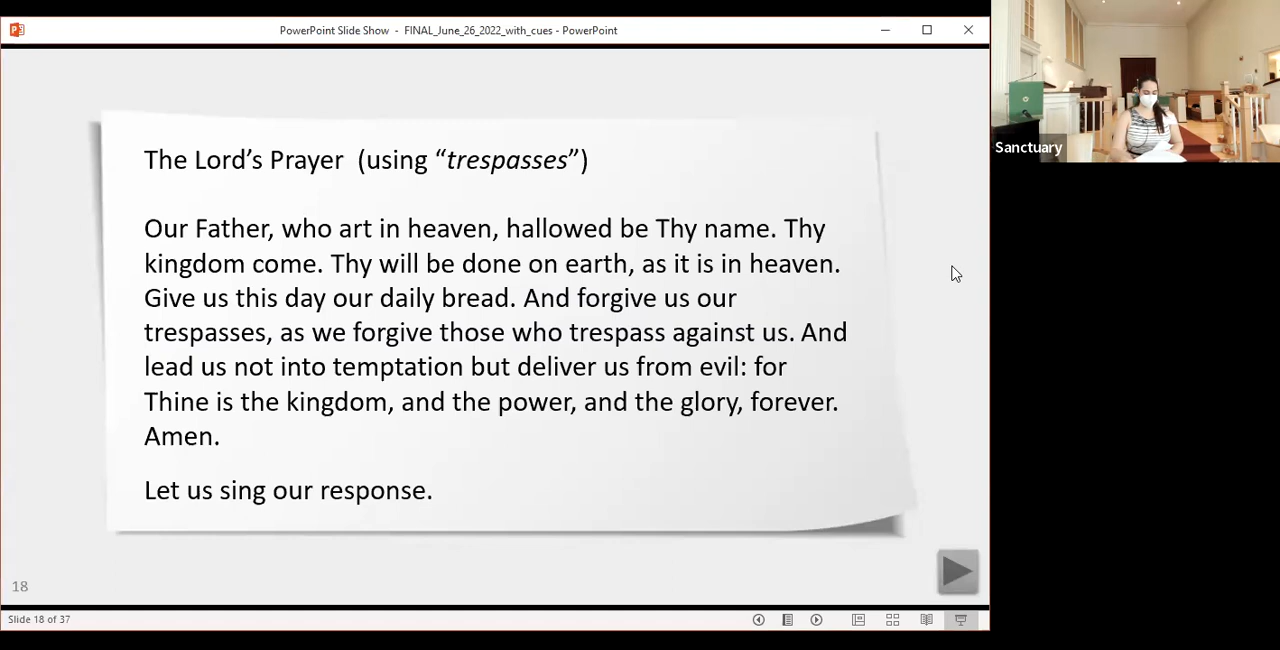 PowerPoint Slide Show - FINAL_June_26_2022_with_cues - PowerPoint
The Lord’s Prayer (using “trespasses”)
Our Father, who art in heaven, hallowed be Thy name. Thy
kingdom come. Thy will be done on earth, as it is in heaven.
Give us this day our daily bread. And forgive us our
trespasses, as we forgive those who trespass against us. And
lead us not into temptation but deliver us from evil: for
Thine is the kingdom, and the power, and the glory, forever.
Amen.
Let us sing our response.
18
Slide 18 of 37
Sanctuary